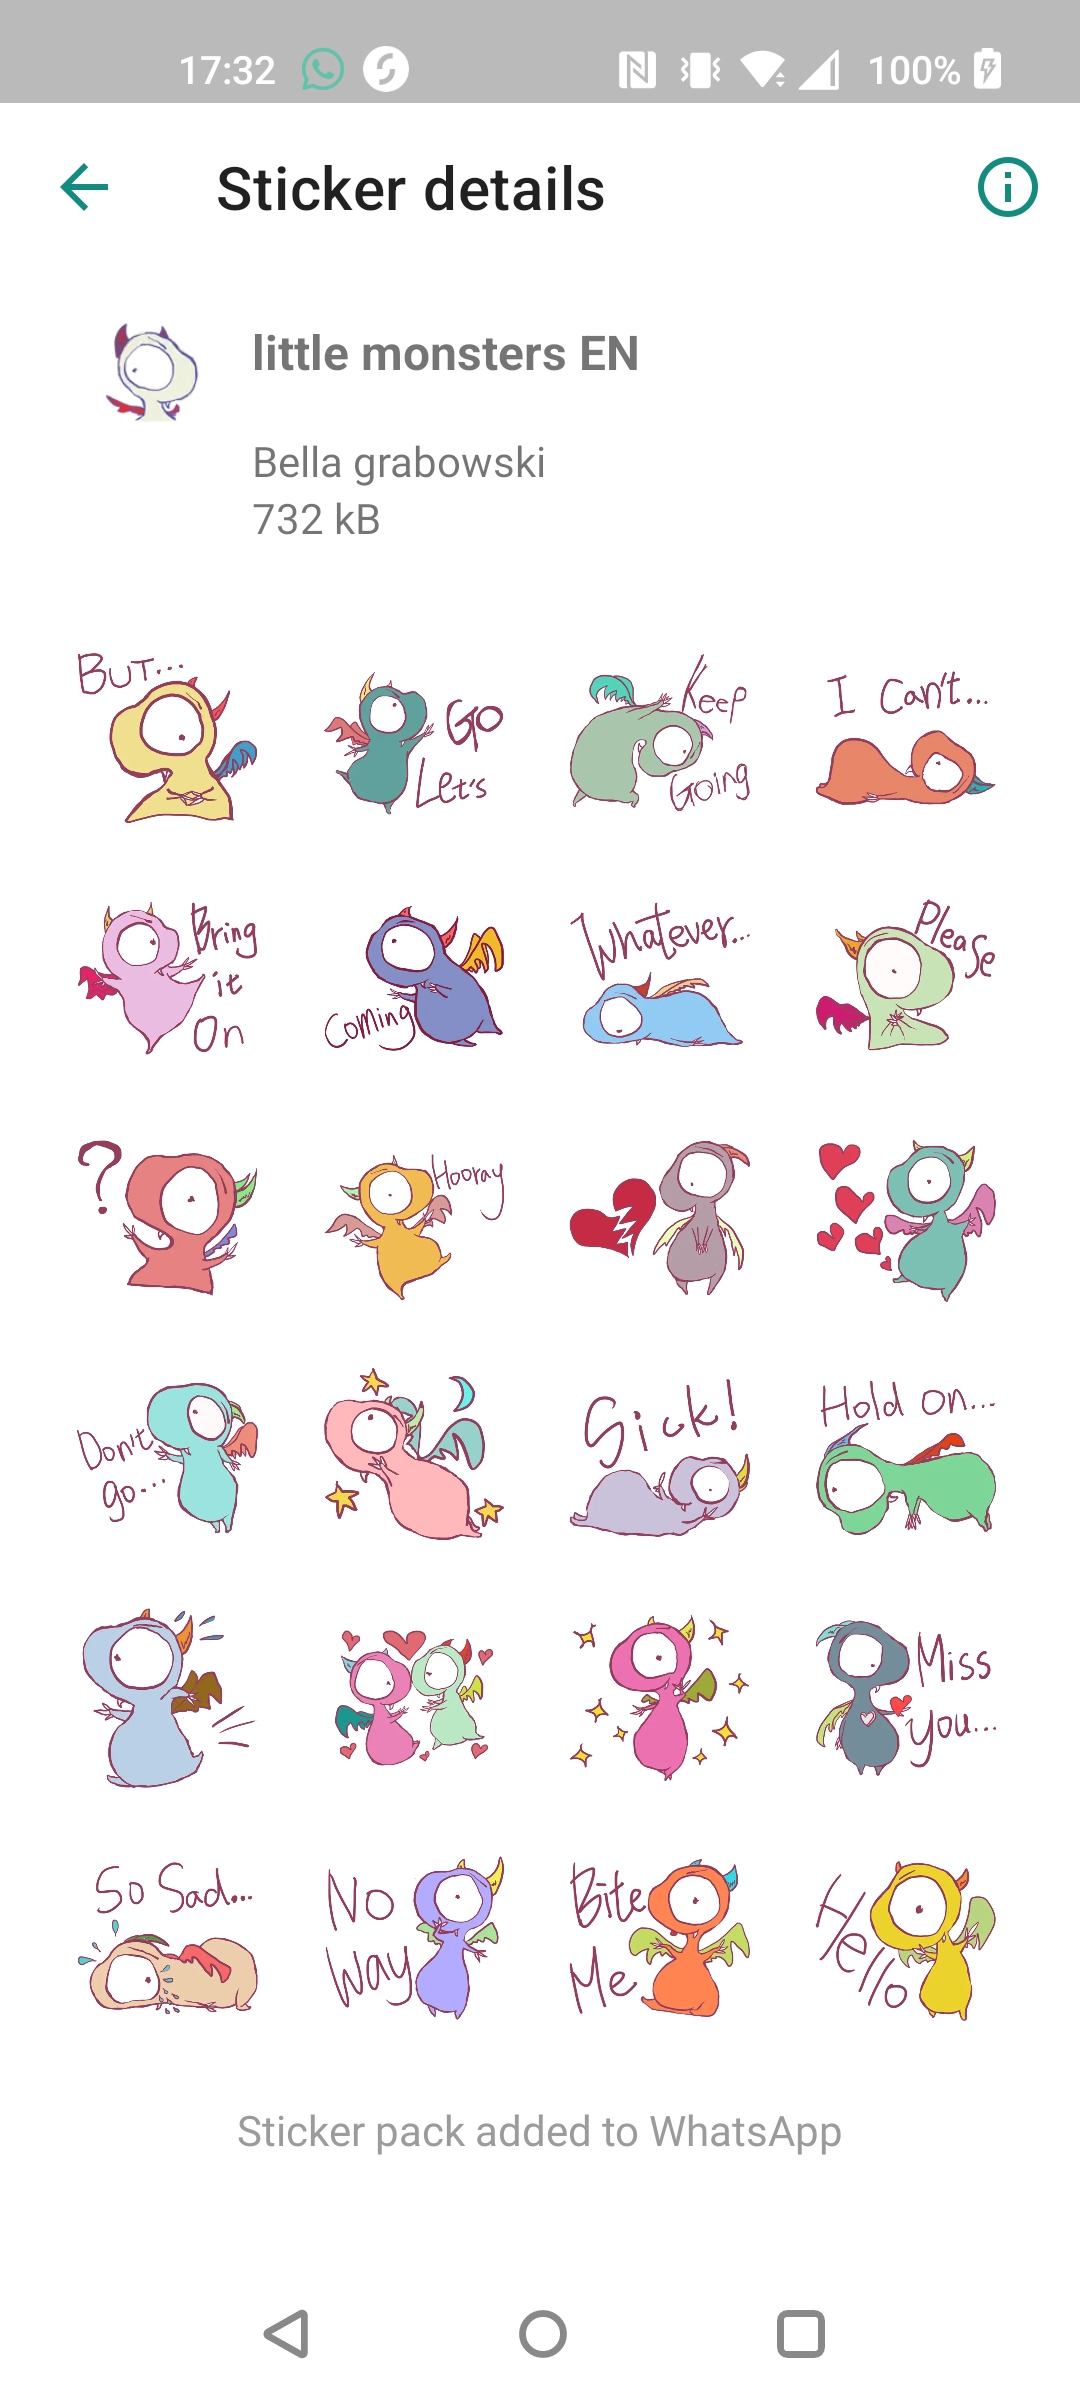 17:32
100%
Sticker details
little monsters EN
Bella grabowski
732 kB
BUT...
Go
Let's
Keep
Going
I Can't...
Bring
it
On
Coming
Whatever...
Please
?
Hooray
Don't
go...
Sick!
Hold on...
Miss
you...
So Sad...
No
Way
Bite
Me
Hello
Sticker pack added to WhatsApp